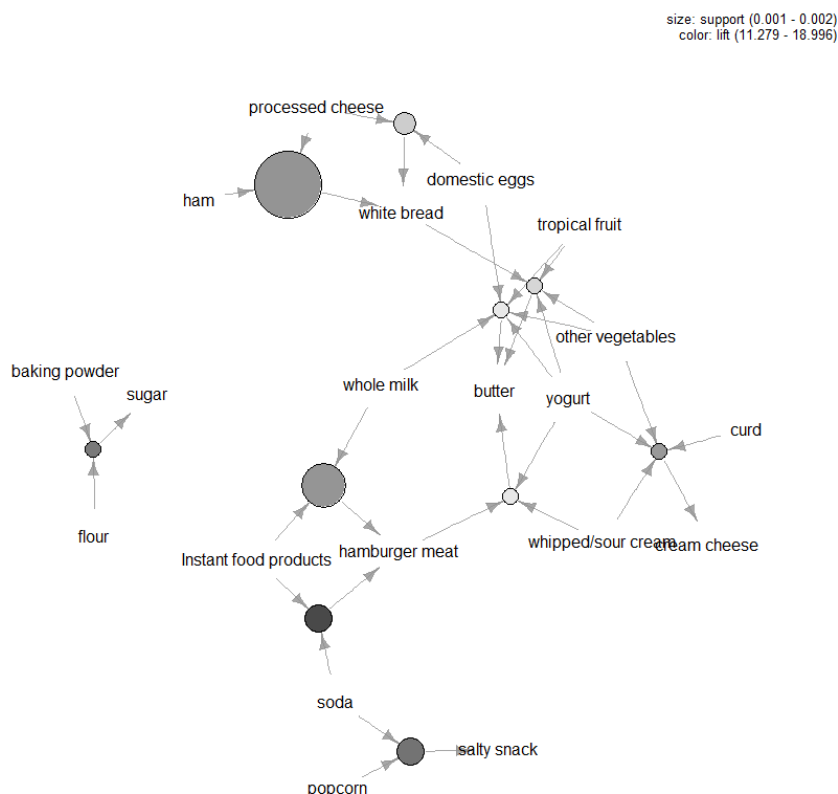 size: support (0.001 - 0.002)
color: lift (11.279 - 18.996)
processed cheese
domestic eggs
ham
white bread
tropical fruit
other vegetables
baking powder
whole milk
sugar
butter
yogurt
curd
flour
Instant food products
hamburger meat
whipped/sour cream
cream cheese
soda
salty snack
popcorn